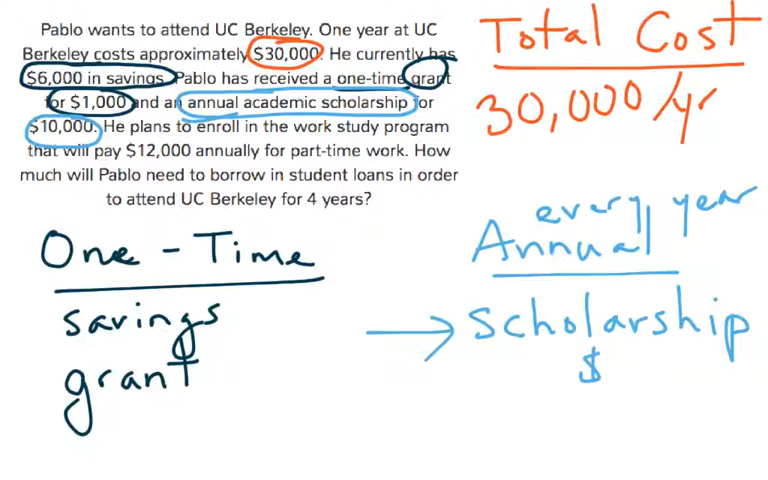 Pablo wants to attend UC Berkeley. One year at UC
Berkeley costs approximately $30,000. He currently has
$6,000 in savings. Pablo has received a one-time grant
for $1,000 and an annual academic scholarship for
$10,000. He plans to enroll in the work study program
that will pay $12,000 annually for part-time work. How
much will Pablo need to borrow in student loans in order
to attend UC Berkeley for 4 years?
Total Cost
30,000/yr
every year
Annual
→ Scholarship
$
One - Time
savings
grant